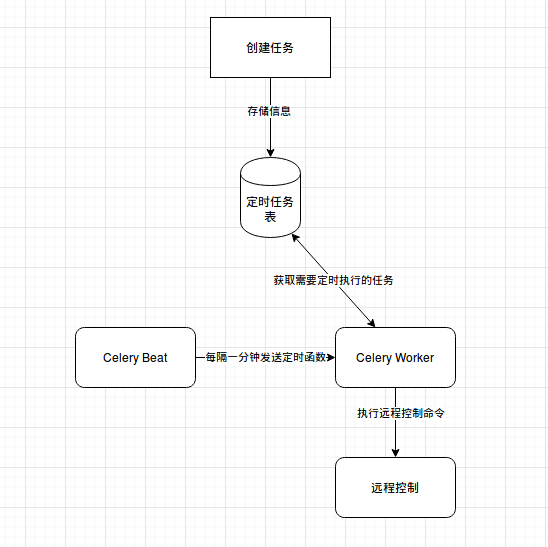 创建任务
存储信息
定时任务
表
获取需要定时执行的任务
Celery Beat
每隔一分钟发送定时函数
Celery Worker
执行远程控制命令
远程控制